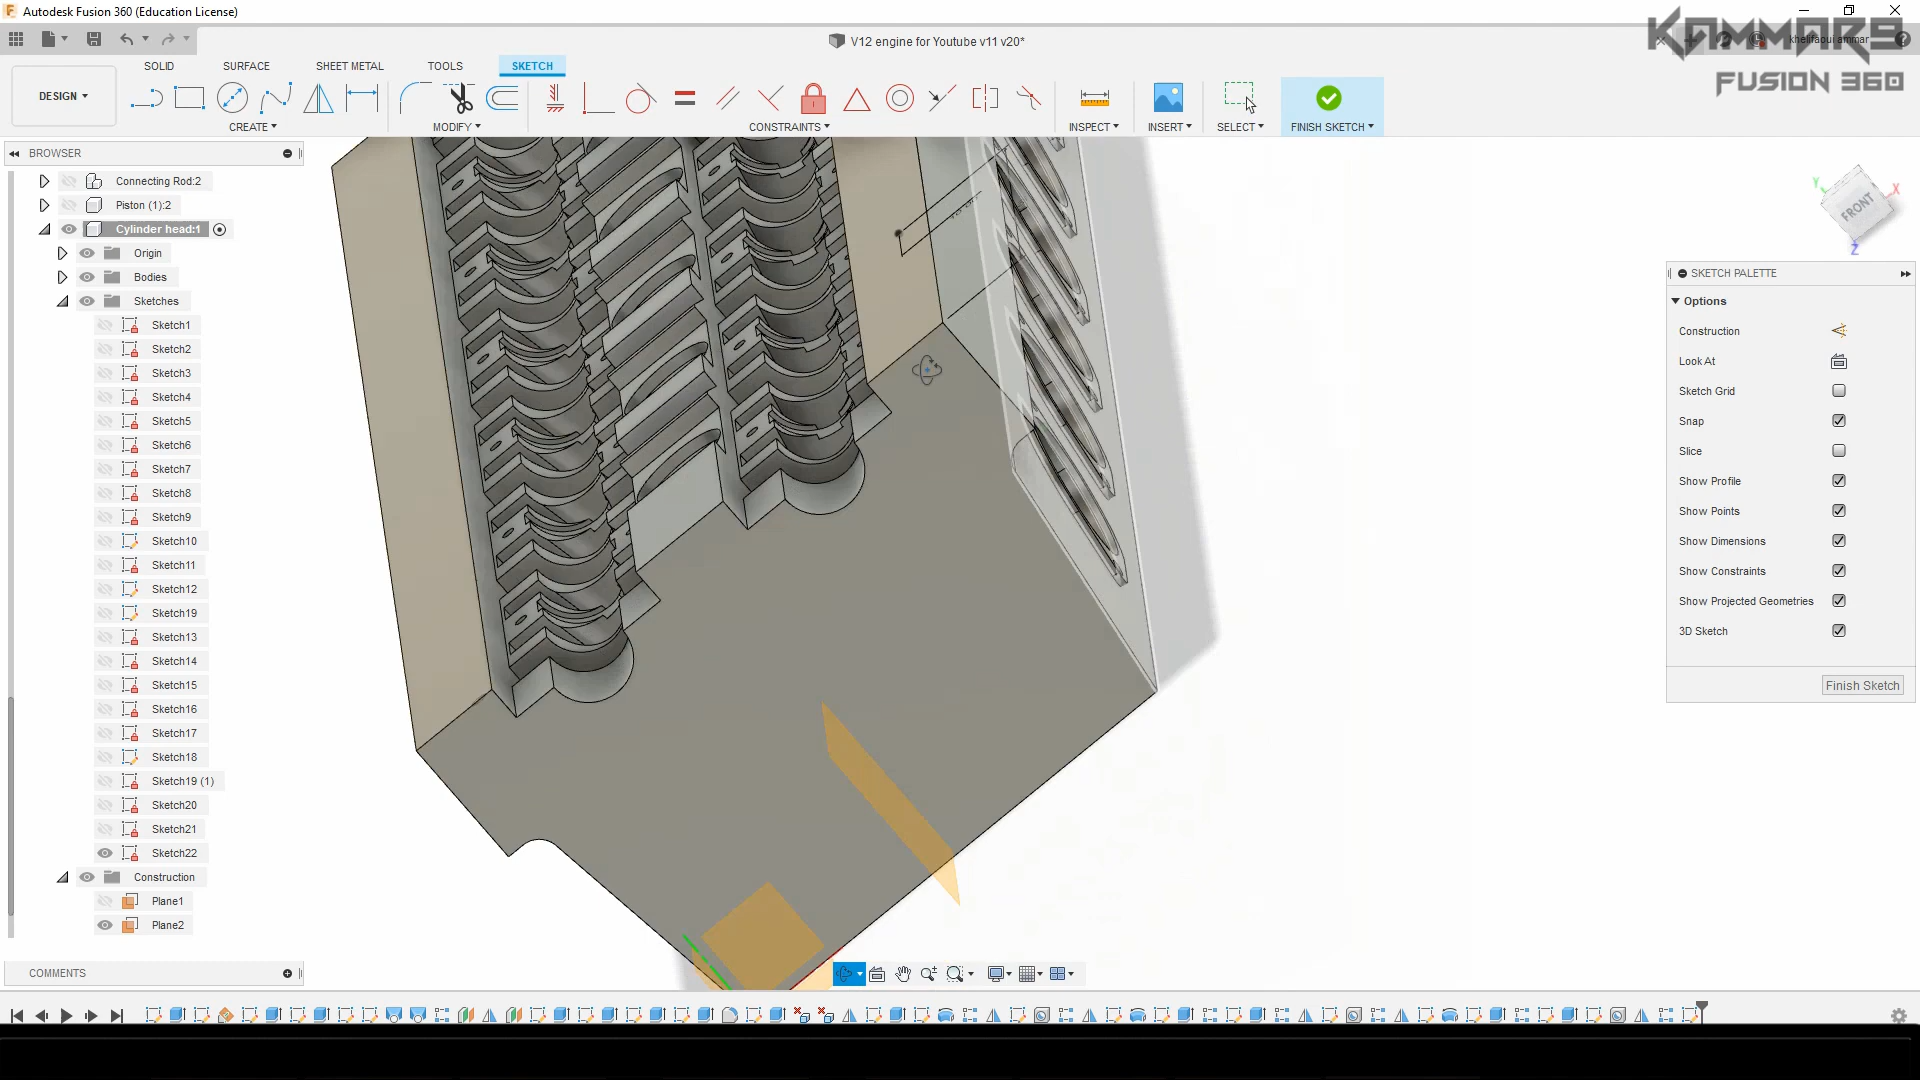 Autodesk Fusion 360 (Education License)
KAMMAR9
FUSION 360
V12 engine for Youtube v11 v20*
khelifaoui ammar
DESIGN
SOLID
SURFACE
SHEET METAL
TOOLS
SKETCH
CREATE
MODIFY
CONSTRAINTS
INSPECT
INSERT
SELECT
FINISH SKETCH
BROWSER
Connecting Rod:2
Piston (1):2
Cylinder head:1
Origin
Bodies
Sketches
Sketch1
Sketch2
Sketch3
Sketch4
Sketch5
Sketch6
Sketch7
Sketch8
Sketch9
Sketch10
Sketch11
Sketch12
Sketch19
Sketch13
Sketch14
Sketch15
Sketch16
Sketch17
Sketch18
Sketch19 (1)
Sketch20
Sketch21
Sketch22
Construction
Plane1
Plane2
COMMENTS
Y
X
FRONT
Z
SKETCH PALETTE
Options
Construction
Look At
Sketch Grid
Snap
Slice
Show Profile
Show Points
Show Dimensions
Show Constraints
Show Projected Geometries
3D Sketch
Finish Sketch